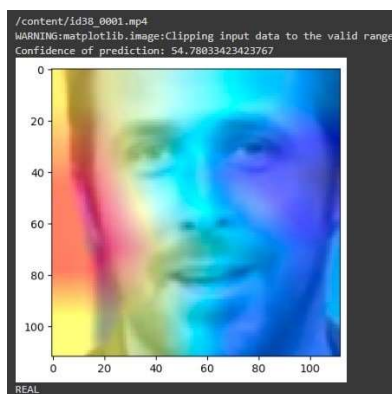 /content/id38_0001.mp4
WARNING:matplotlib.image:Clipping input data to the valid range
Confidence of prediction: 54.78033423423767
0
20
40
60
80
100
0 20 40 60 80 100
REAL